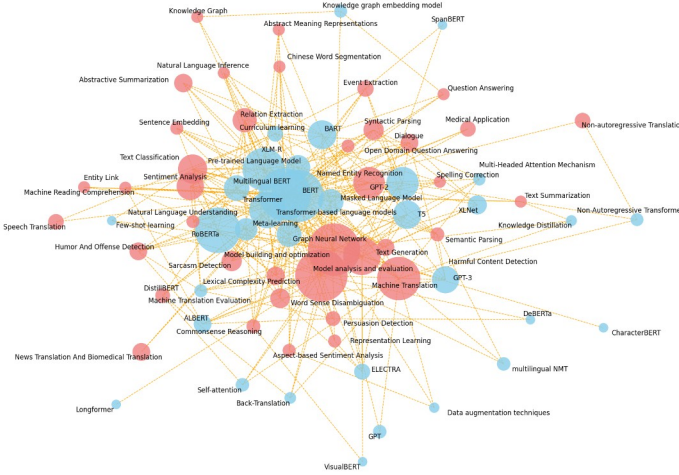 Knowledge graph embedding model
Knowledge Graph
Abstract Meaning Representations
SpanBERT
Chinese Word Segmentation
Natural Language Inference
Abstractive Summarization
Event Extraction
Question Answering
Relation Extraction
Syntactic Parsing
Medical Application
Non-autoregressive Translatio
Sentence Embedding
Curriculum learning
BART
Dialogue
XLM-R
Open Domain Question Answering
Text Classification
Pre-trained Language Model
Multi-Headed Attention Mechanism
Entity Link
Sentiment Analysis
Named Entity Recognition
Spelling Correction
Multilingual BERT
BERT
GPT-2
Machine Reading Comprehension
Masked Language Model
Text Summarization
Transformer
Natural Language Understanding
Transformer-based language models
T5
XLNet
Non Autoregressive Transforme
Speech Translation
Few-shot learning
Meta-learning
Knowledge Distillation
RoBERTa
Graph Neural Network
Semantic Parsing
Humor And Offense Detection
Model building and optimization
Text Generation
Harmful Content Detection
Sarcasm Detection
Model analysis and evaluation
GPT-3
DistilBERT
Lexical Complexity Prediction
Machine Translation
Machine Translation Evaluation
Word Sense Disambiguation
ALBERT
Persuasion Detection
DeBERTa
Commonsense Reasoning
CharacterBERT
Representation Learning
News Translation And Biomedical Translation
Aspect-based Sentiment Analysis
ELECTRA
multilingual NMT
Self-attention
Longformer
Back-Translation
Data augmentation techniques
GPT
VisualBERT